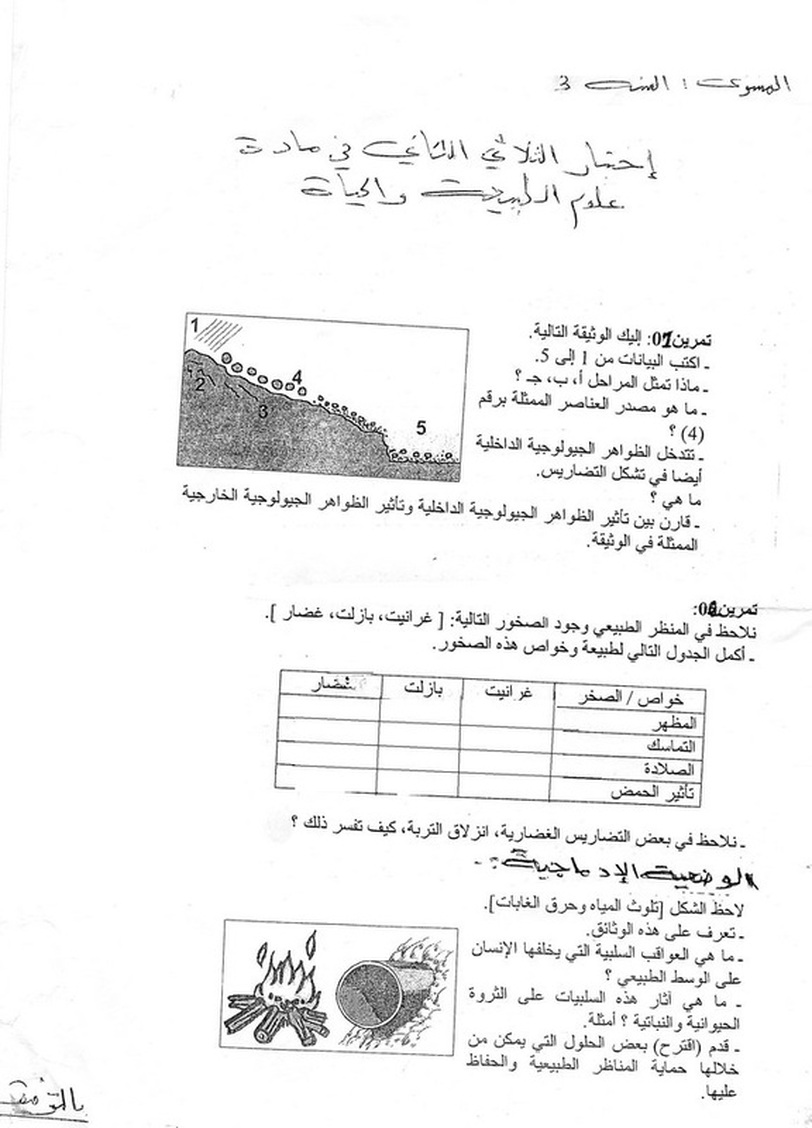 المسوى : السنه 3
إختبار الثلاثي الثاني في مادة
علوم الطبيعة والحياة
تمرين01: إليك الوثيقة التالية.
ـ اكتب البيانات من 1 إلى 5.
ـ ماذا تمثل المراحل أ، ب، جـ ؟
ـ ما هو مصدر العناصر الممثلة برقم
(4) ؟
ـ تتدخل الظواهر الجيولوجية الداخلية
أيضا في تشكل التضاريس.
ما هي ؟
ـ قارن بين تأثير الظواهر الجيولوجية الداخلية وتأثير الظواهر الجيولوجية الخارجية
الممثلة في الوثيقة.
1
2
3
4
5
تمرين02:
نلاحظ في المنظر الطبيعي وجود الصخور التالية: [ غرانيت، بازلت، غضار ].
ـ أكمل الجدول التالي لطبيعة وخواص هذه الصخور.
خواص / الصخر غرانيت بازلت غضار
المظهر
التماسك
الصلادة
تأثير الحمض
ـ نلاحظ في بعض التضاريس الغضارية، انزلاق التربة، كيف تفسر ذلك ؟
الوضعية الإدماجية :-
لاحظ الشكل [تلوث المياه وحرق الغابات].
ـ تعرف على هذه الوثائق.
ـ ما هي العواقب السلبية التي يخلفها الإنسان
على الوسط الطبيعي ؟
ـ ما هي أثار هذه السلبيات على الثروة
الحيوانية والنباتية ؟ أمثلة.
ـ قدم (اقترح) بعض الحلول التي يمكن من
خلالها حماية المناظر الطبيعية والحفاظ
عليها.
بالتوفيق